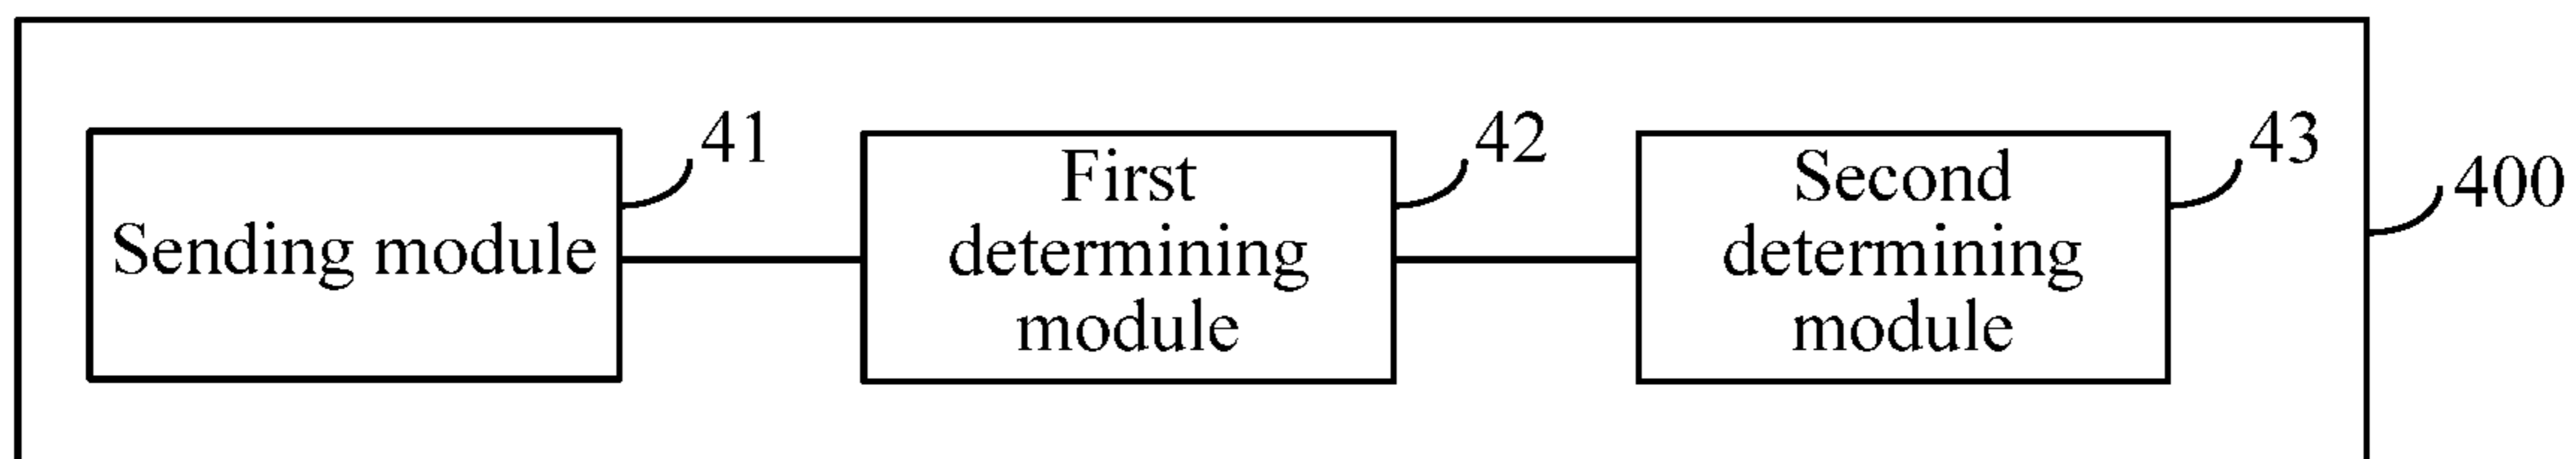 Sending module
41
First
determining
module
42
Second
determining
module
43
400